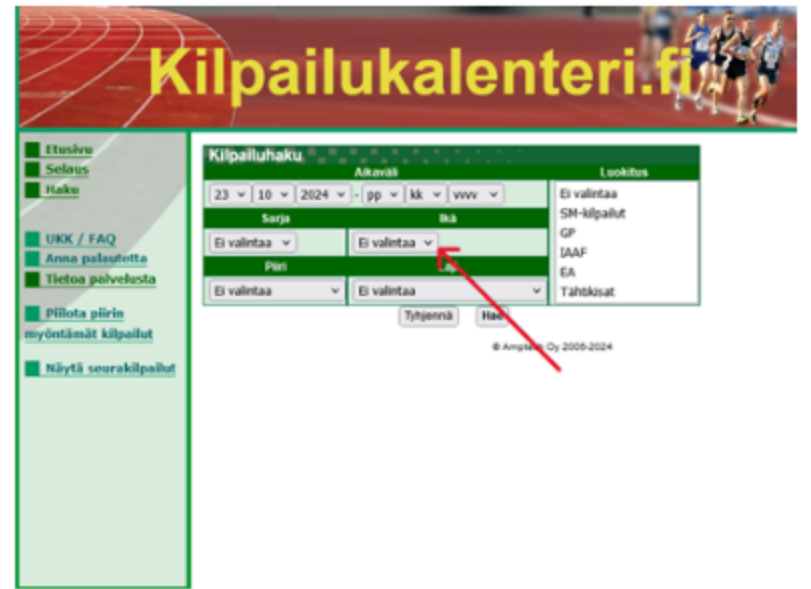 Kilpailukalenteri.fi
Etusivu
Selaus
Haku
UKK / FAQ
Anna palautetta
Tietoa palvelusta
Piilota piirin
myöntämät kilpailut
Näytä seurakilpailut
Kilpailuhaku
Aikaväli
Luokitus
23 10 2024 - pp kk vvvv
Sarja
Ikä
Ei valintaa
Ei valintaa
Piiri
Ei valintaa
Ei valintaa
Ei valintaa
SM-kilpailut
GP
IAAF
EA
Tähtikisat
Tyhjennä
Hae
Oy 2006-2024